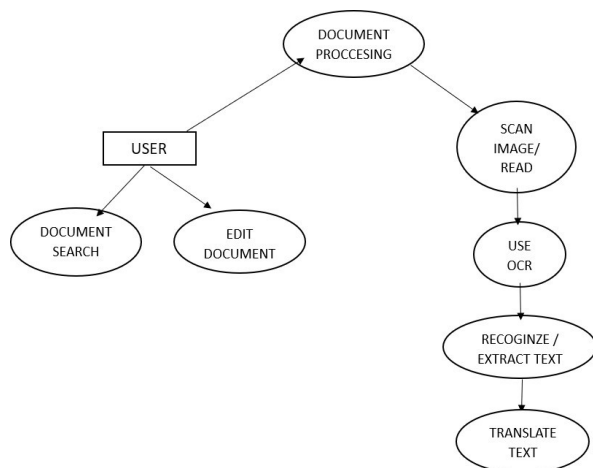 DOCUMENT
PROCCESING
SCAN
IMAGE/
READ
USER
DOCUMENT
SEARCH
EDIT
DOCUMENT
USE
OCR
RECOGINZE /
EXTRACT TEXT
TRANSLATE
TEXT